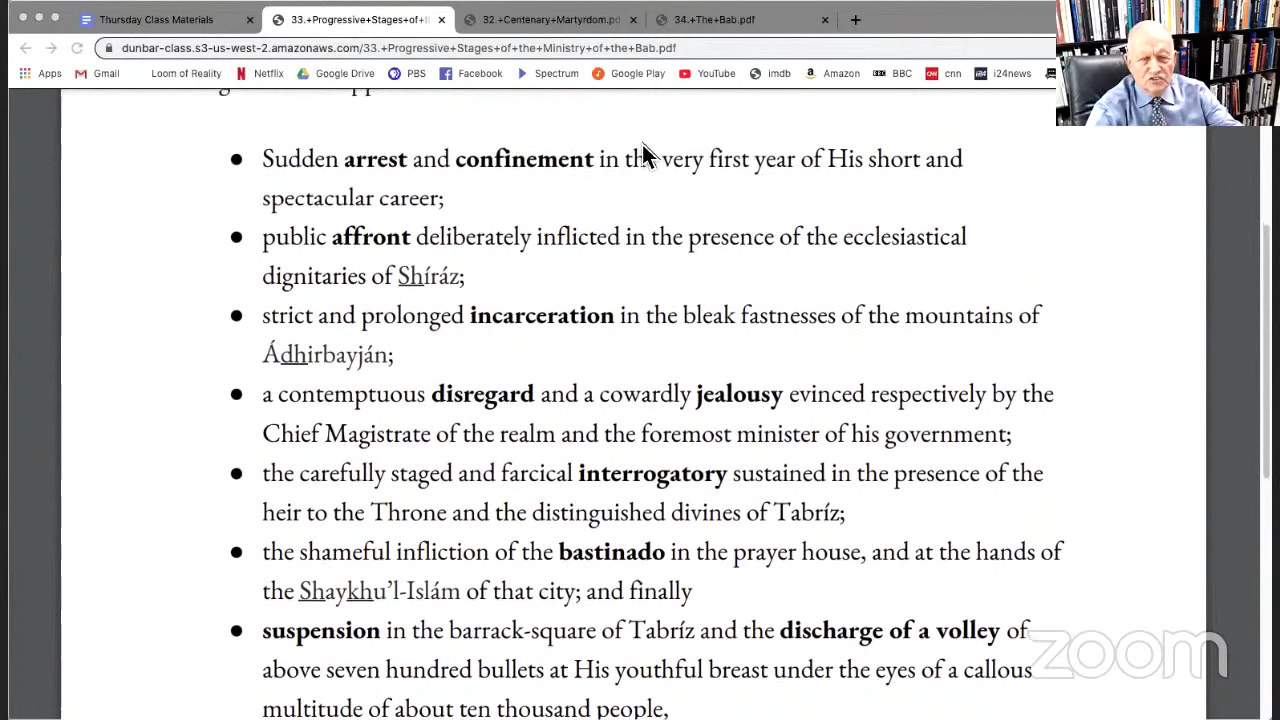 Thursday Class Materials
33.+Progressive+Stages+of+t
32.+Centenary+Martyrdom.pd
34.+The+Bab.pdf
dunbar-class.s3-us-west-2.amazonaws.com/33.+Progressive+Stages+of+the+Ministry+of+the+Bab.pdf
Apps Gmail Loom of Reality Netflix Google Drive PBS Facebook Spectrum Google Play YouTube imdb Amazon BBC cnn i24news
● Sudden arrest and confinement in the very first year of His short and
spectacular career;
● public affront deliberately inflicted in the presence of the ecclesiastical
dignitaries of Shíráz;
● strict and prolonged incarceration in the bleak fastnesses of the mountains of
Ádhirbayján;
● a contemptuous disregard and a cowardly jealousy evinced respectively by the
Chief Magistrate of the realm and the foremost minister of his government;
● the carefully staged and farcical interrogatory sustained in the presence of the
heir to the Throne and the distinguished divines of Tabríz;
● the shameful infliction of the bastinado in the prayer house, and at the hands of
the Shaykhu’l-Islám of that city; and finally
● suspension in the barrack-square of Tabríz and the discharge of a volley of
above seven hundred bullets at His youthful breast under the eyes of a callous
multitude of about ten thousand people,
zoom